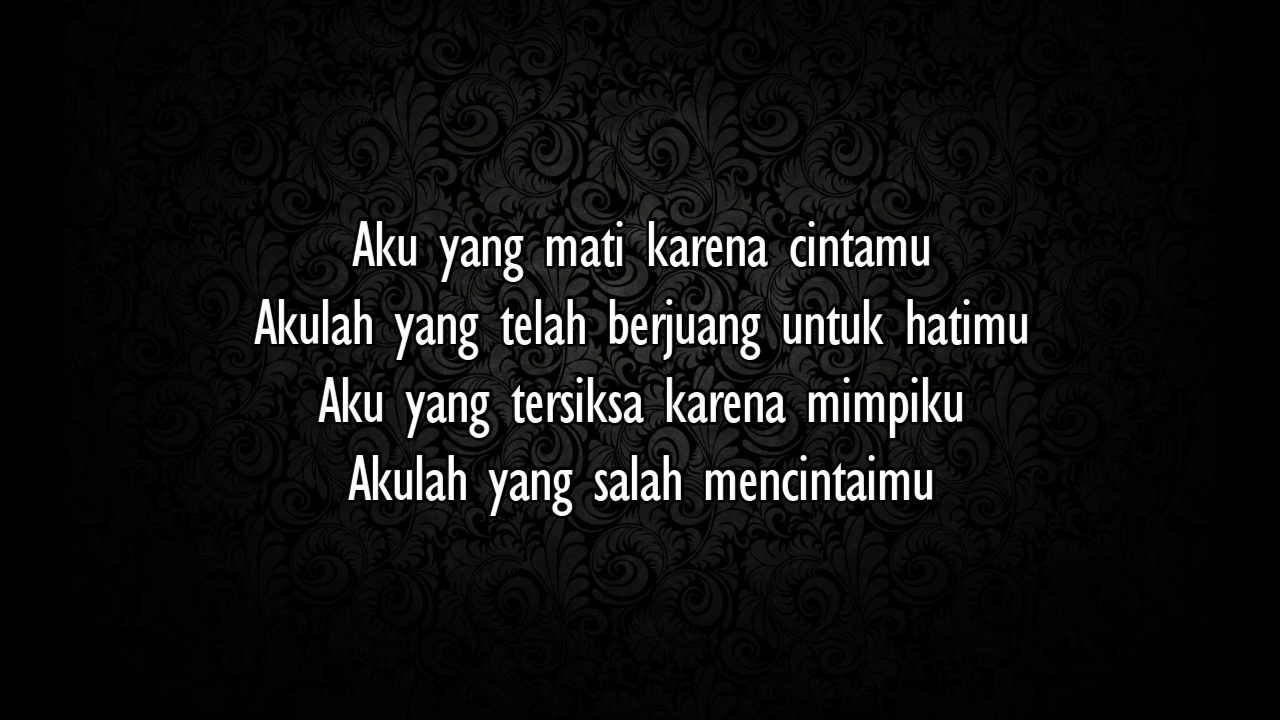 Aku yang mati karena cintamu
Akulah yang telah berjuang untuk hatimu
Aku yang tersiksa karena mimpiku
Akulah yang salah mencintaimu